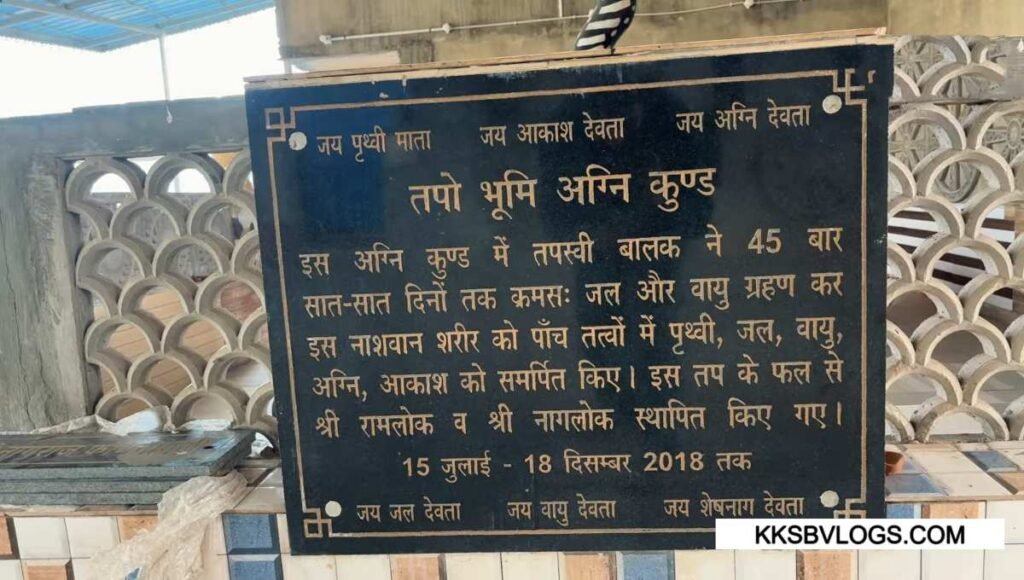 जय पृथ्वी माता जय आकाश देवता जय अग्नि देवता
तपो भूमि अग्नि कुण्ड
इस अग्नि कुण्ड में तपस्वी बालक ने 45 बार
सात-सात दिनों तक क्रमसः जल और वायु ग्रहण कर
इस नाशवान शरीर को पाँच तत्वों में पृथ्वी, जल, वायु,
अग्नि, आकाश को समर्पित किए। इस तप के फल से
श्री रामलोक व श्री नागलोक स्थापित किए गए।
15 जुलाई - 18 दिसम्बर 2018 तक
जय जल देवता जय वायु देवता जय शेषनाग देवता
KKSBVLOGS.COM